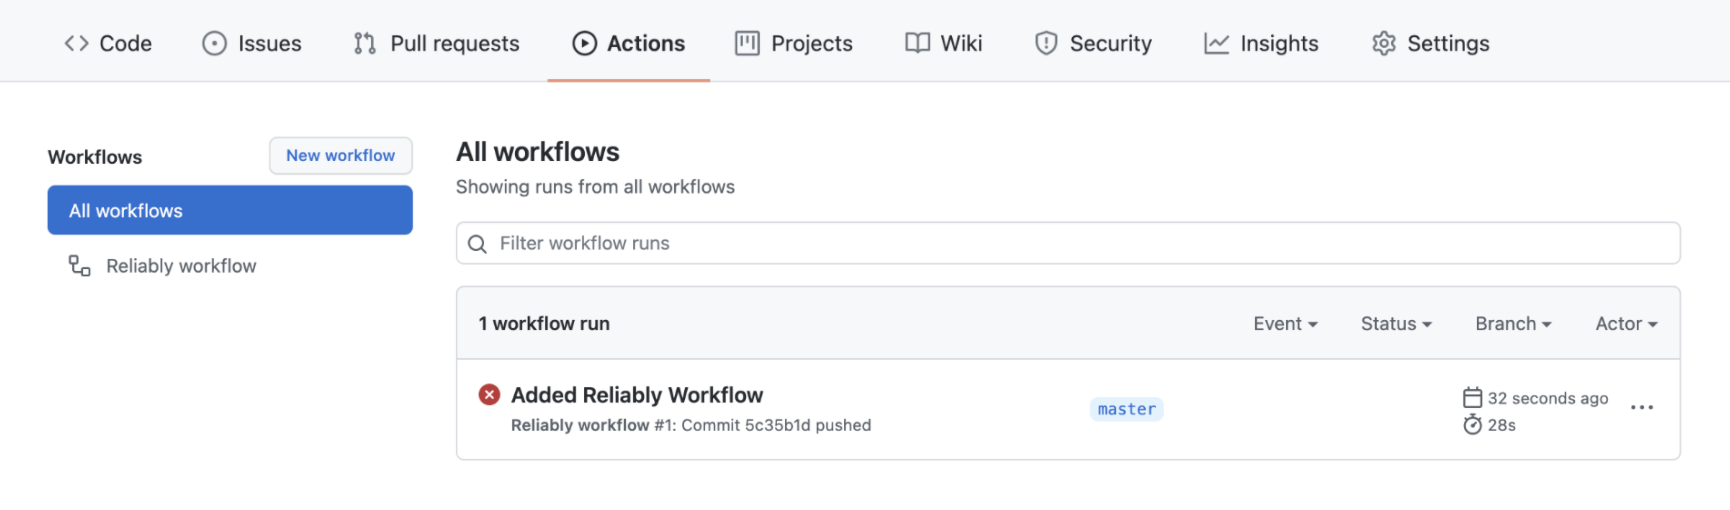 Code Issues Pull requests Actions Projects Wiki Security Insights Settings
Workflows
New workflow
All workflows
Reliably workflow
All workflows
Showing runs from all workflows
Filter workflow runs
1 workflow run
Event Status Branch Actor
Added Reliably Workflow
Reliably workflow #1: Commit 5c35b1d pushed
master
32 seconds ago
28s